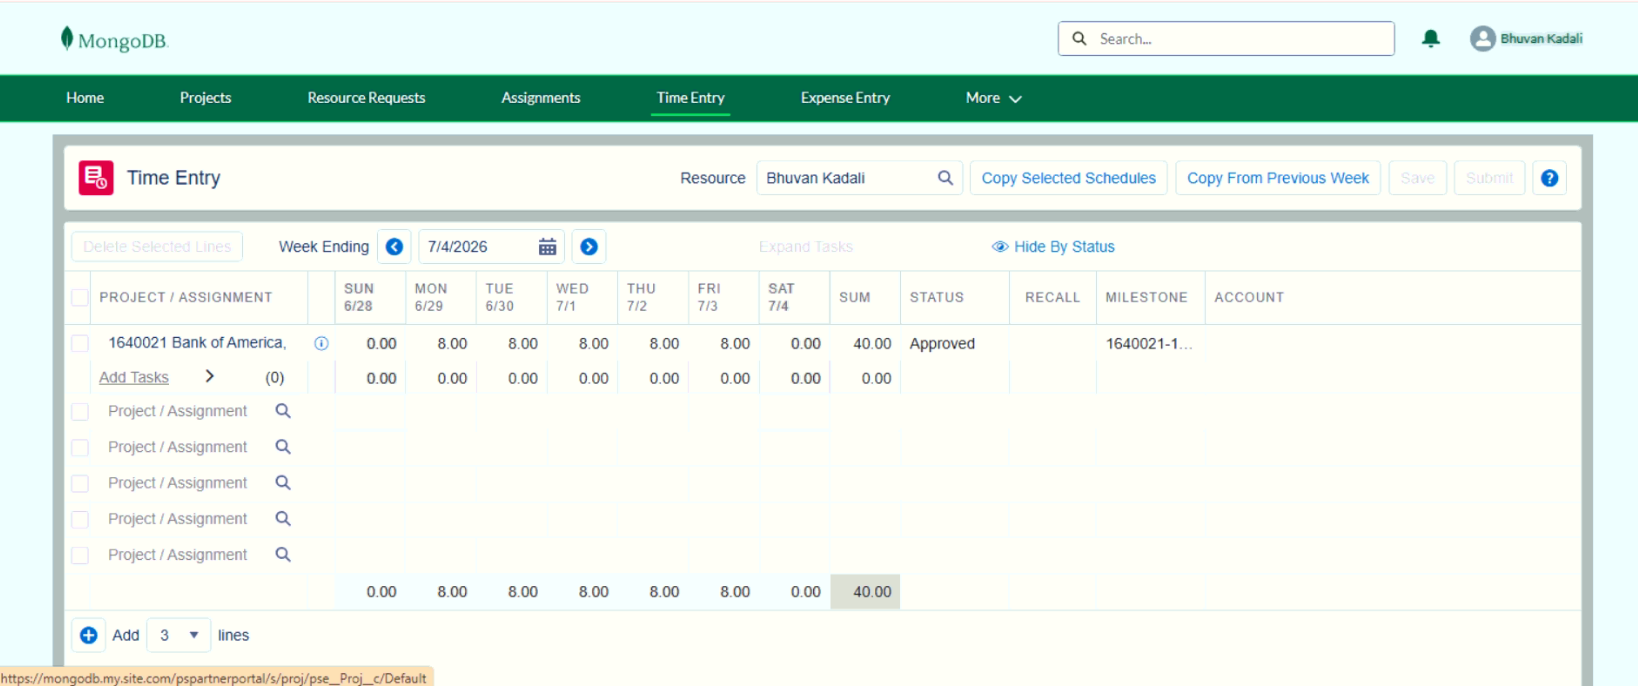 MongoDB.
Search...
Bhuvan Kadali
Home Projects Resource Requests Assignments Time Entry Expense Entry More
Time Entry
Resource Bhuvan Kadali Copy Selected Schedules Copy From Previous Week Save Submit ?
Delete Selected Lines Week Ending 7/4/2026 Expand Tasks Hide By Status
PROJECT / ASSIGNMENT SUN 6/28 MON 6/29 TUE 6/30 WED 7/1 THU 7/2 FRI 7/3 SAT 7/4 SUM STATUS RECALL MILESTONE ACCOUNT
1640021 Bank of America, 0.00 8.00 8.00 8.00 8.00 8.00 0.00 40.00 Approved 1640021-1...
Add Tasks (0) 0.00 0.00 0.00 0.00 0.00 0.00 0.00 0.00
Project / Assignment
Project / Assignment
Project / Assignment
Project / Assignment
Project / Assignment
0.00 8.00 8.00 8.00 8.00 8.00 0.00 40.00
Add 3 lines
https://mongodb.my.site.com/pspartnerportal/s/proj/pse__Proj__c/Default